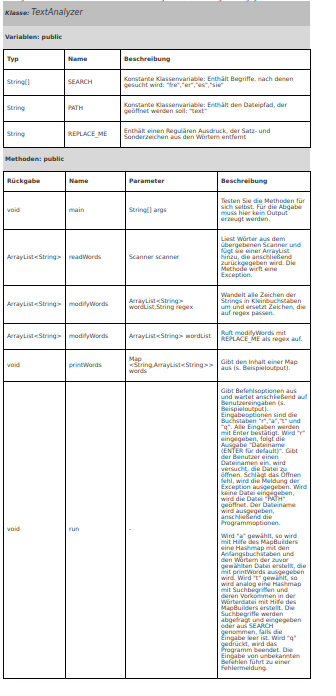 Klasse: TextAnalyzer
Variablen: public
Typ Name Beschreibung
String[] SEARCH Konstante Klassenvariable: Enthält Begriffe, nach denen
gesucht wird: "fre","er","es","sie"
String PATH Konstante Klassenvariable: Enthält den Dateipfad, der
geöffnet werden soll: "text"
String REPLACE_ME Enthält einen Regulären Ausdruck, der Satz- und
Sonderzeichen aus den Wörtern entfernt
Methoden: public
Rückgabe Name Parameter Beschreibung
void main String[] args Testen Sie die Methoden für
sich selbst. Für die Abgabe
muss hier kein Output
erzeugt werden.
ArrayList<String> readWords Scanner scanner Liest Wörter aus dem
übergebenen Scanner und
fügt sie einer ArrayList
hinzu, die anschließend
zurückgegeben wird. Die
Methode wirft eine
Exception.
ArrayList<String> modifyWords ArrayList<String>
wordList,String regex Wandelt alle Zeichen der
Strings in Kleinbuchstaben
um und ersetzt Zeichen, die
auf regex passen.
ArrayList<String> modifyWords ArrayList<String> wordList Ruft modifyWords mit
REPLACE_ME als regex auf.
void printWords Map
<String,ArrayList<String>>
words Gibt den Inhalt einer Map
aus (s. Beispieloutput).
void run - Gibt Befehlsoptionen aus
und wartet anschließend auf
Benutzereingaben (s.
Beispieloutput).
Eingabeoptionen sind die
Buchstaben "r","a","t" und
"q". Alle Eingaben werden
mit Enter bestätigt. Wird "r"
eingegeben, folgt die
Ausgabe "Dateiname
(ENTER für default)". Gibt
der Benutzer einen
Dateinamen ein, wird
versucht, die Datei zu
öffnen. Schlägt das Öffnen
fehl, wird die Meldung der
Exception ausgegeben. Wird
keine Datei eingegeben,
wird die Datei "PATH"
geöffnet. Der Dateiname
wird ausgegeben,
anschließend die
Programmoptionen.
Wird "a" gewählt, so wird
mit Hilfe des MapBuilders
eine Hashmap mit den
Anfangsbuchstaben und
den Wörtern der zuvor
gewählten Datei erstellt, die
mit printWords ausgegeben
wird. Wird "t" gewählt, so
wird analog eine Hashmap
mit Suchbegriffen und
deren Vorkommen in der
Wörterdatei mit Hilfe des
MapBuilders erstellt. Die
Suchbegriffe werden
abgefragt und eingegeben
oder aus SEARCH
genommen, falls die
Eingabe leer ist. Wird "q"
gedrückt, wird das
Programm beendet. Die
Eingabe von unbekannten
Befehlen führt zu einer
Fehlermeldung.